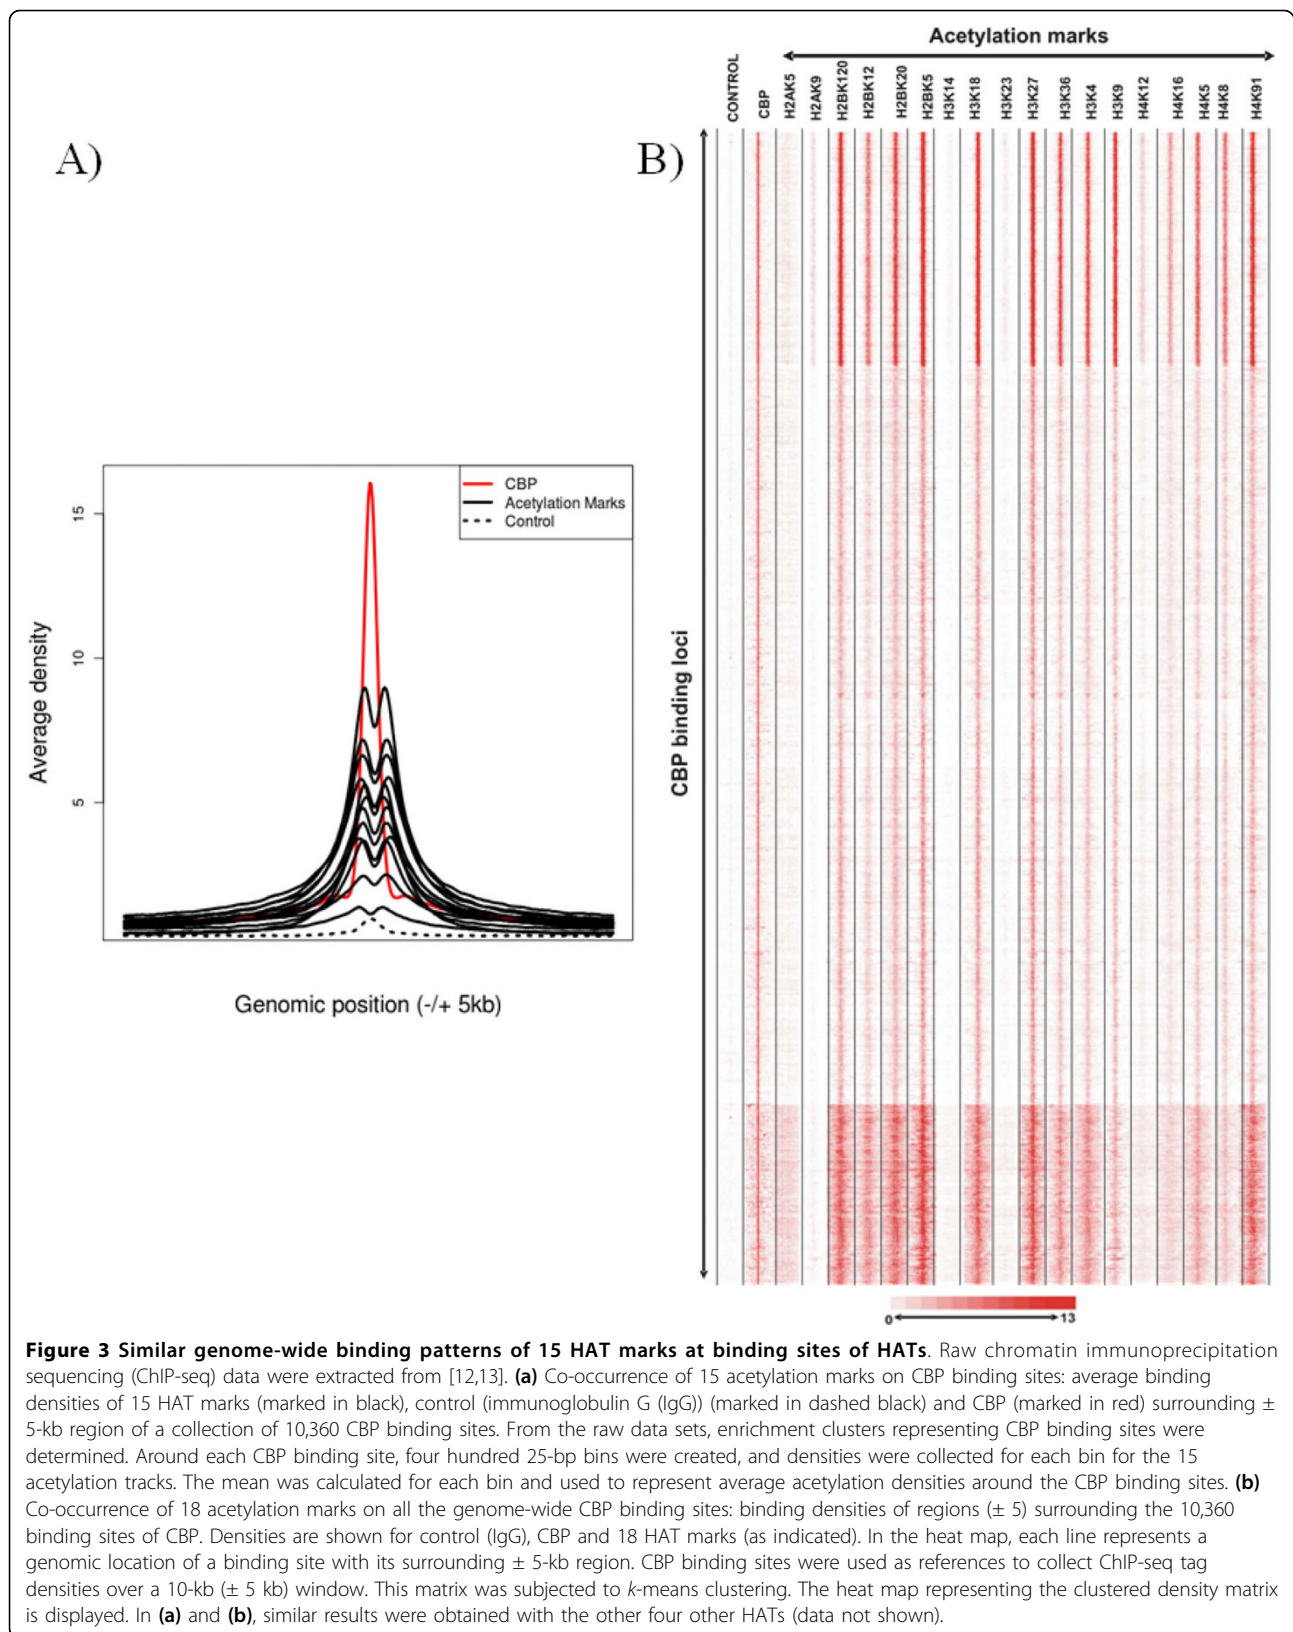 Acetylation marks
CONTROL
CBP
H2AK5
H2AK9
H2BK120
H2BK12
H2BK20
H2BK5
H3K14
H3K18
H3K23
H3K27
H3K36
H3K4
H3K9
H4K12
H4K16
H4K5
H4K8
H4K91
A)
B)
CBP
Acetylation Marks
Control
15
10
5
Average density
Genomic position (-/+ 5kb)
CBP binding loci
0
13
Figure 3 Similar genome-wide binding patterns of 15 HAT marks at binding sites of HATs. Raw chromatin immunoprecipitation
sequencing (ChIP-seq) data were extracted from [12,13]. (a) Co-occurrence of 15 acetylation marks on CBP binding sites: average binding
densities of 15 HAT marks (marked in black), control (immunoglobulin G (IgG)) (marked in dashed black) and CBP (marked in red) surrounding ±
5-kb region of a collection of 10,360 CBP binding sites. From the raw data sets, enrichment clusters representing CBP binding sites were
determined. Around each CBP binding site, four hundred 25-bp bins were created, and densities were collected for each bin for the 15
acetylation tracks. The mean was calculated for each bin and used to represent average acetylation densities around the CBP binding sites. (b)
Co-occurrence of 18 acetylation marks on all the genome-wide CBP binding sites: binding densities of regions (± 5) surrounding the 10,360
binding sites of CBP. Densities are shown for control (IgG), CBP and 18 HAT marks (as indicated). In the heat map, each line represents a
genomic location of a binding site with its surrounding ± 5-kb region. CBP binding sites were used as references to collect ChIP-seq tag
densities over a 10-kb (± 5 kb) window. This matrix was subjected to k-means clustering. The heat map representing the clustered density matrix
is displayed. In (a) and (b), similar results were obtained with the other four other HATs (data not shown).